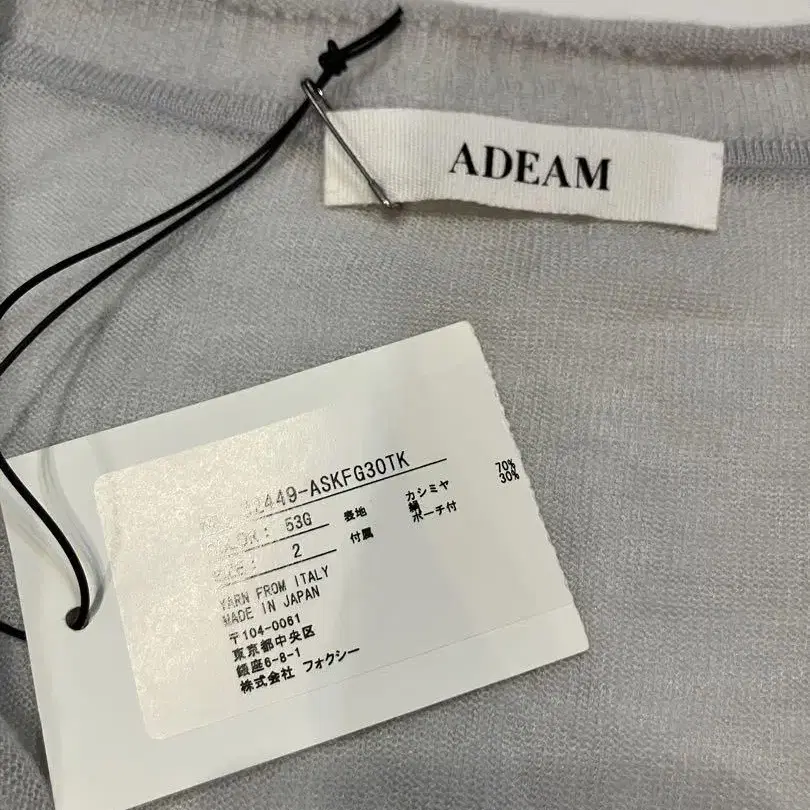 ADEAM
449-ASKFG30TK
53G
2
表地 カシミヤ 70%
絹 30%
付属 ポーチ付
YARN FROM ITALY
MADE IN JAPAN
〒104-0061
東京都中央区
銀座6-8-1
株式会社 フォクシー